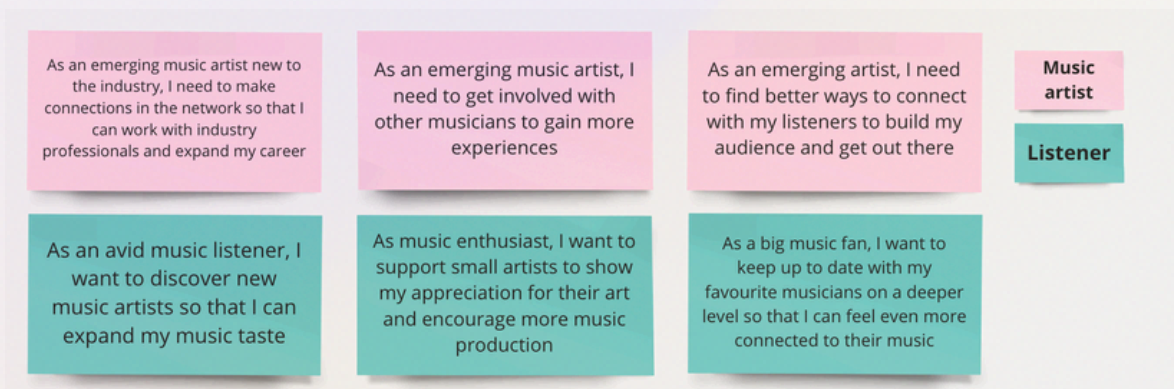 As an emerging music artist new to
the industry, I need to make
connections in the network so that I
can work with industry
professionals and expand my career
As an emerging music artist, I
need to get involved with
other musicians to gain more
experiences
As an emerging artist, I need
to find better ways to connect
with my listeners to build my
audience and get out there
Music
artist
Listener
As an avid music listener, I
want to discover new
music artists so that I can
expand my music taste
As music enthusiast, I want to
support small artists to show
my appreciation for their art
and encourage more music
production
As a big music fan, I want to
keep up to date with my
favourite musicians on a deeper
level so that I can feel even more
connected to their music